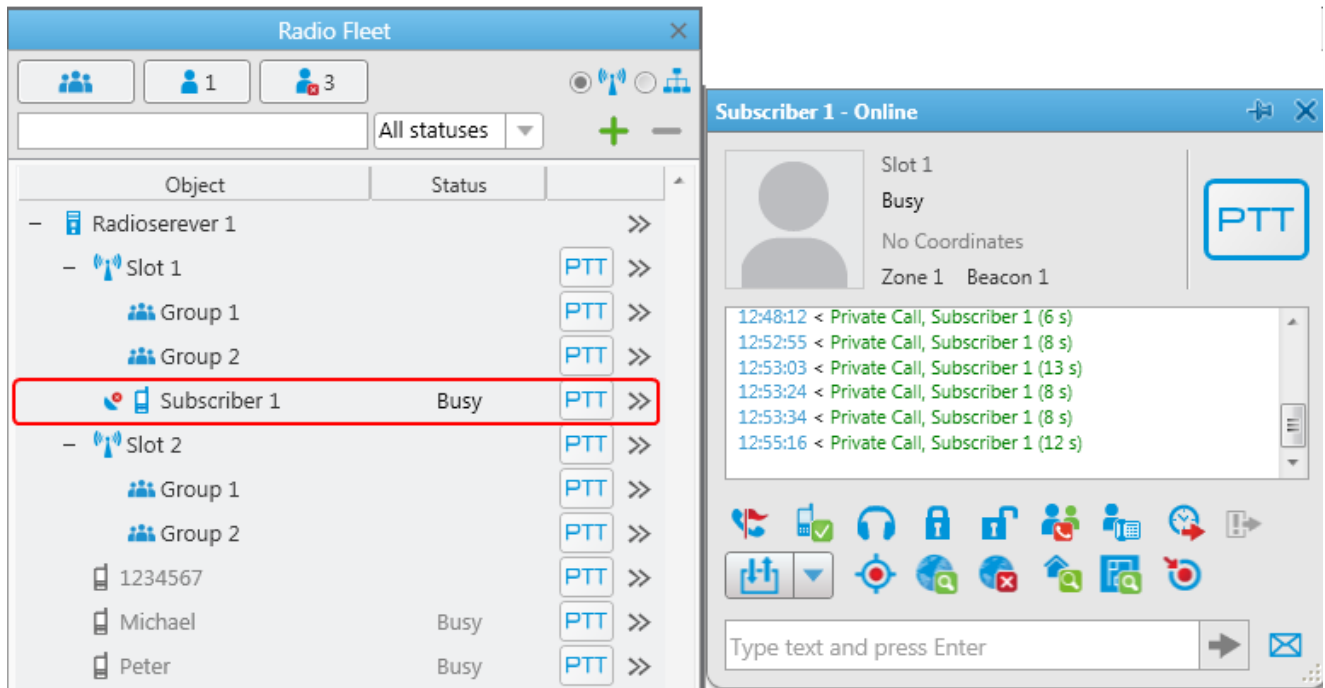 Radio Fleet
1
3
All statuses
Object Status
Radioserever 1
Slot 1 PTT
Group 1 PTT
Group 2 PTT
Subscriber 1 Busy PTT
Slot 2 PTT
Group 1 PTT
Group 2 PTT
1234567 PTT
Michael Busy PTT
Peter Busy PTT
Subscriber 1 - Online
Slot 1
Busy
PTT
No Coordinates
Zone 1 Beacon 1
12:48:12 < Private Call, Subscriber 1 (6 s)
12:52:55 < Private Call, Subscriber 1 (8 s)
12:53:03 < Private Call, Subscriber 1 (13 s)
12:53:24 < Private Call, Subscriber 1 (8 s)
12:53:34 < Private Call, Subscriber 1 (8 s)
12:55:16 < Private Call, Subscriber 1 (12 s)
Type text and press Enter